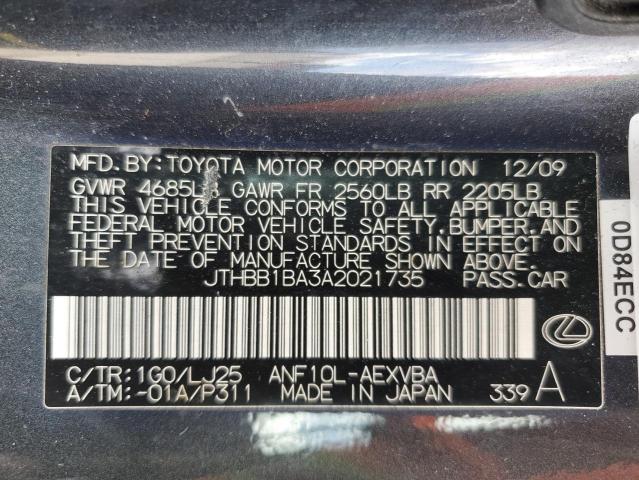 MFD.BY:TOYOTA MOTOR CORPORATION 12/09
GVWR 4685LB GAWR FR 2560LB RR 2205LB
THIS VEHICLE CONFORMS TO ALL APPLICABLE
FEDERAL MOTOR VEHICLE SAFETY,BUMPER,AND
THEFT PREVENTION STANDARDS IN EFFECT ON
THE DATE OF MANUFACTURE SHOWN ABOVE.
JTHBB1BA3A2021735 PASS.CAR
C/TR:1G0/LJ25 ANF10L-AEXVBA
A/TM:-01A/P311 MADE IN JAPAN 339 A
0D84ECC